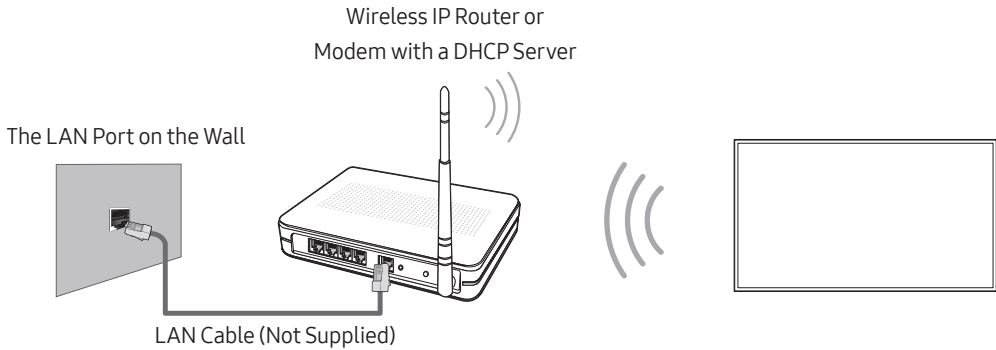 Wireless IP Router or
Modem with a DHCP Server
The LAN Port on the Wall
LAN Cable (Not Supplied)